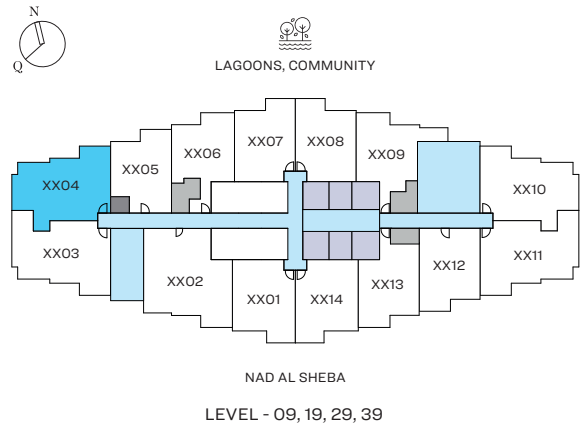 N
Q
LAGOONS, COMMUNITY
XX07 XX08
XX06 XX09
XX05
XX04 XX10
XX03 XX11
XX12
XX02 XX13
XX01 XX14
NAD AL SHEBA
LEVEL - 09, 19, 29, 39